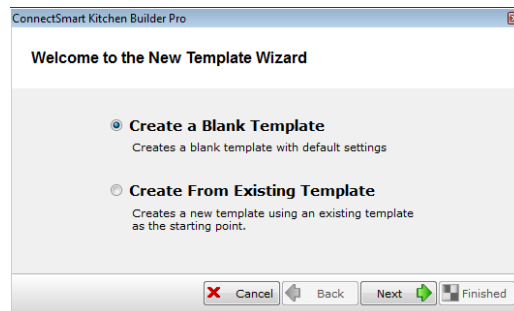 ConnectSmart Kitchen Builder Pro
Welcome to the New Template Wizard
Create a Blank Template
Creates a blank template with default settings
Create From Existing Template
Creates a new template using an existing template
as the starting point.
Cancel Back Next Finished